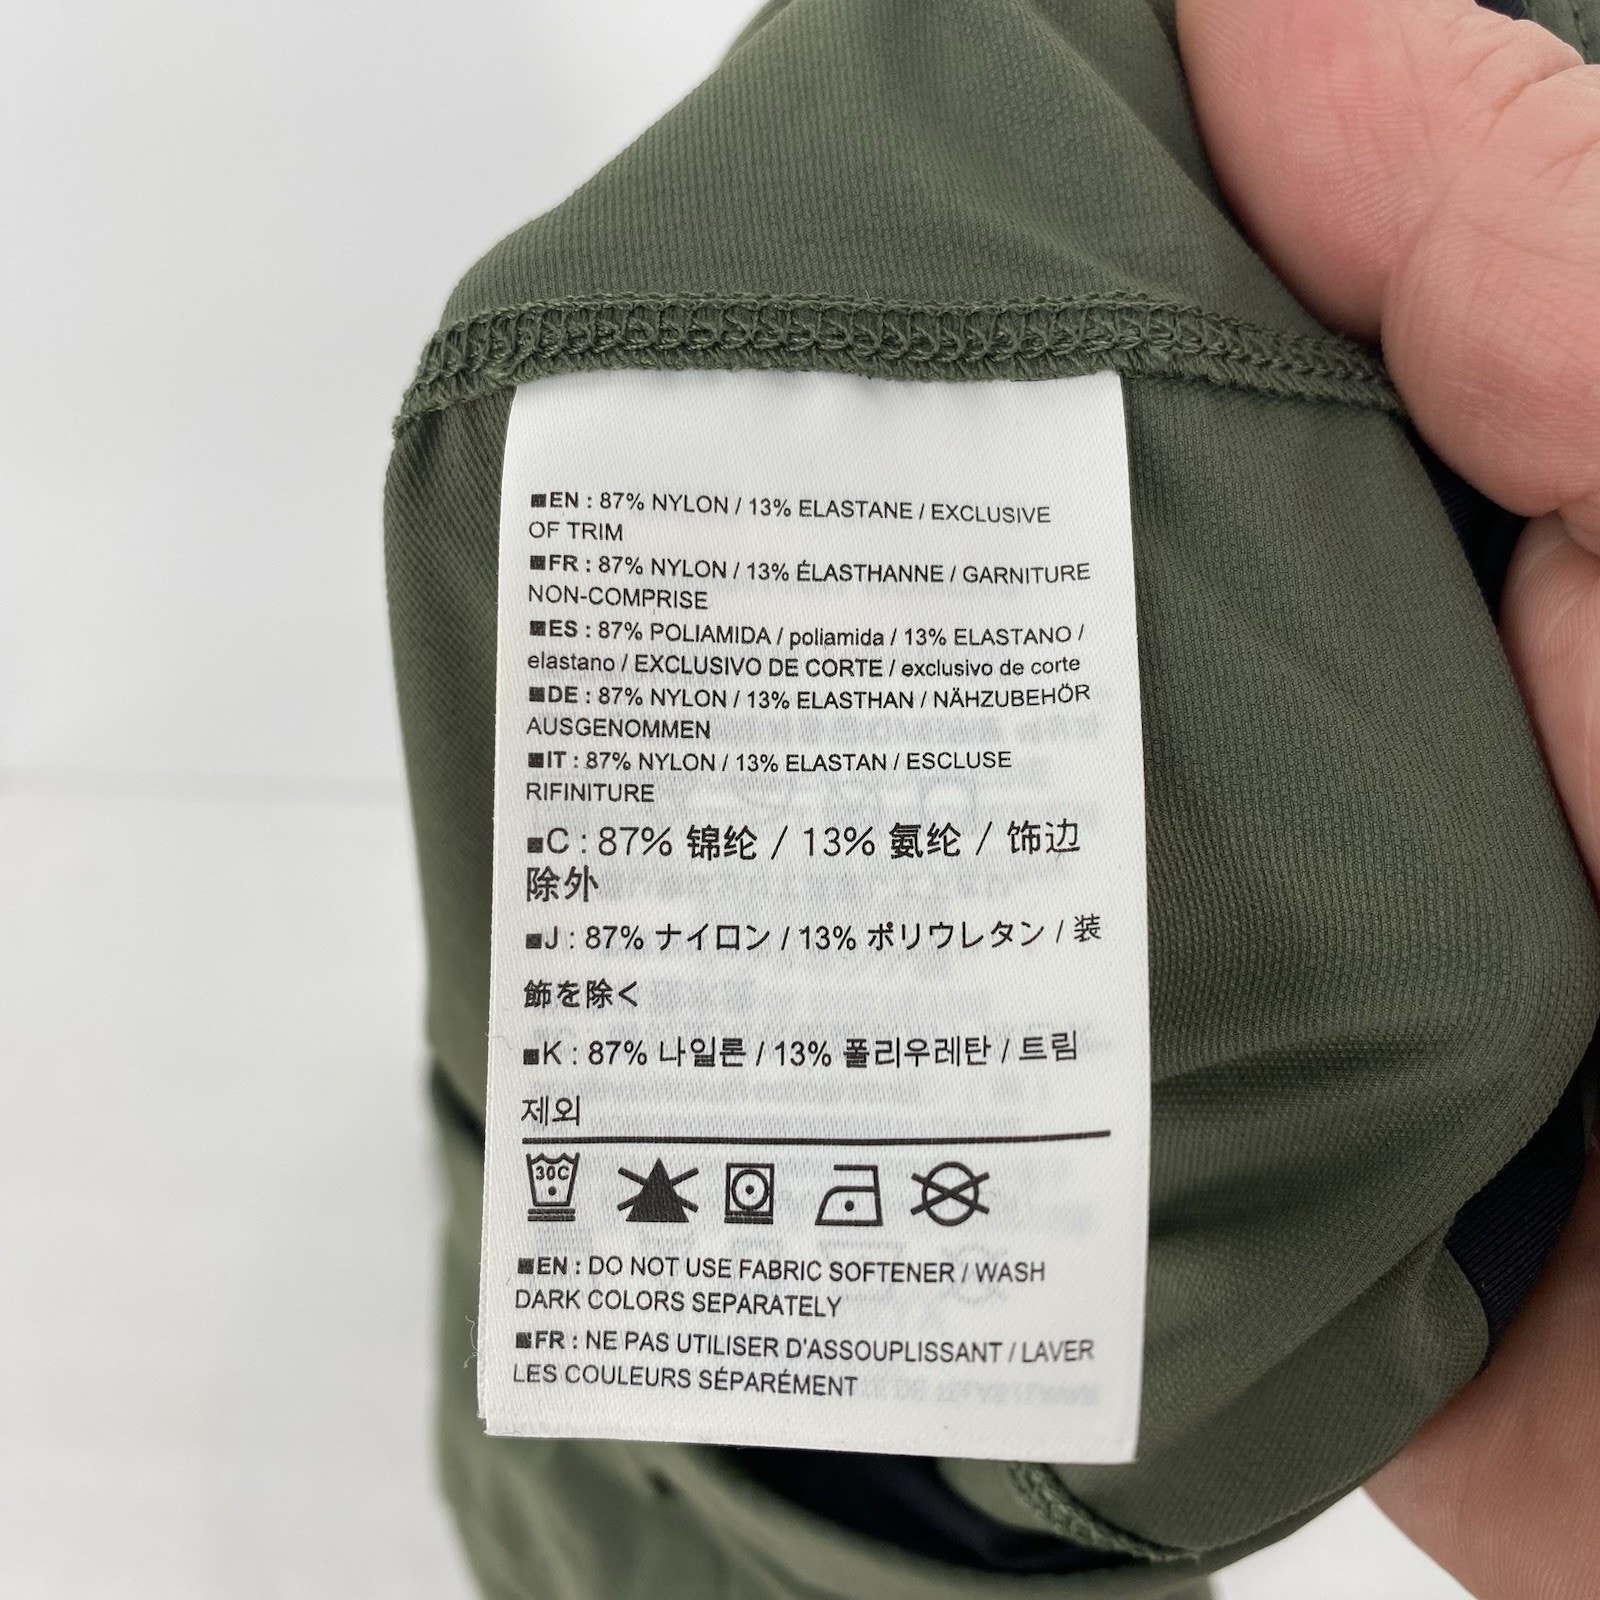 ■EN : 87% NYLON / 13% ELASTANE / EXCLUSIVE
OF TRIM
■FR : 87% NYLON / 13% ÉLASTHANNE / GARNITURE
NON-COMPRISE
■ES : 87% POLIAMIDA / poliamida / 13% ELASTANO /
elastano / EXCLUSIVO DE CORTE / exclusivo de corte
■DE : 87% NYLON / 13% ELASTHAN / NÄHZUBEHÖR
AUSGENOMMEN
■IT : 87% NYLON / 13% ELASTAN / ESCLUSE
RIFINITURE
■C : 87% 锦纶 / 13% 氨纶 / 饰边
除外
■J : 87% ナイロン / 13% ポリウレタン / 装
飾を除く
■K : 87% 나일론 / 13% 폴리우레탄 / 트림
제외
30C
■EN : DO NOT USE FABRIC SOFTENER / WASH
DARK COLORS SEPARATELY
■FR : NE PAS UTILISER D'ASSOUPLISSANT / LAVER
LES COULEURS SÉPARÉMENT